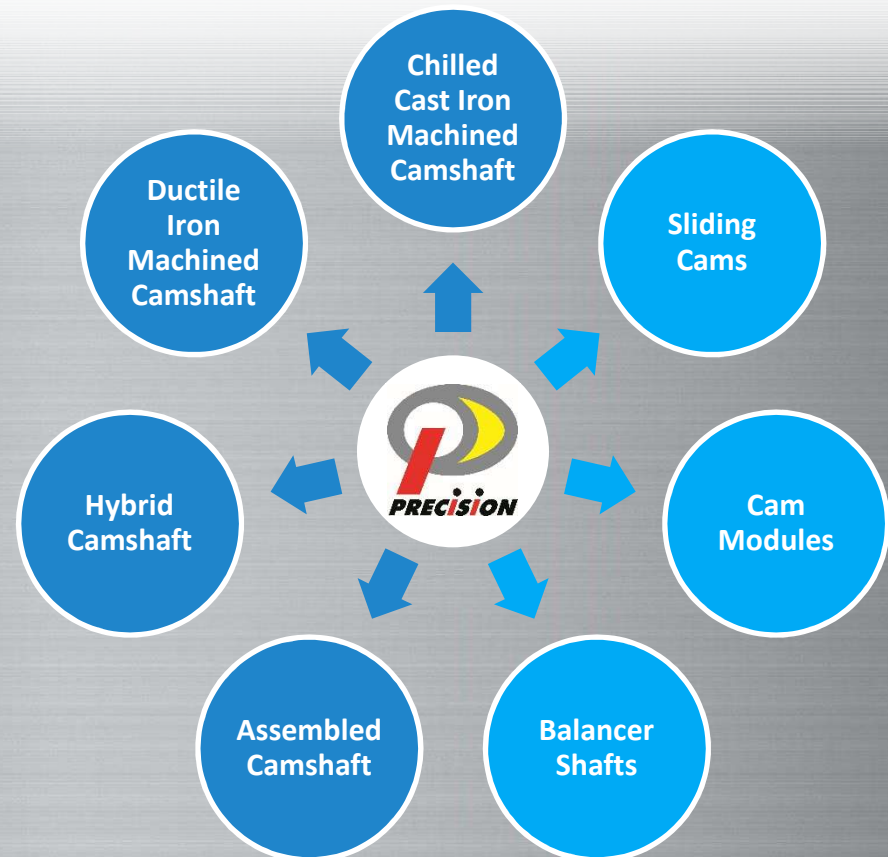 Chilled
Cast Iron
Machined
Camshaft
Sliding
Cams
Cam
Modules
Balancer
Shafts
Assembled
Camshaft
Hybrid
Camshaft
Ductile
Iron
Machined
Camshaft
PRECISION